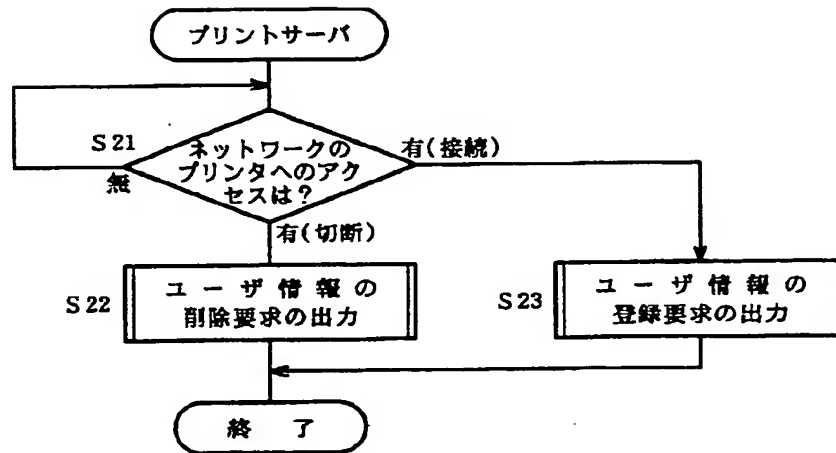 プリントサーバ
S21
ネットワークの
プリンタへのアク
セスは？
無
有(接続)
有(切断)
S22
ユーザ情報の
削除要求の出力
S23
ユーザ情報の
登録要求の出力
終了